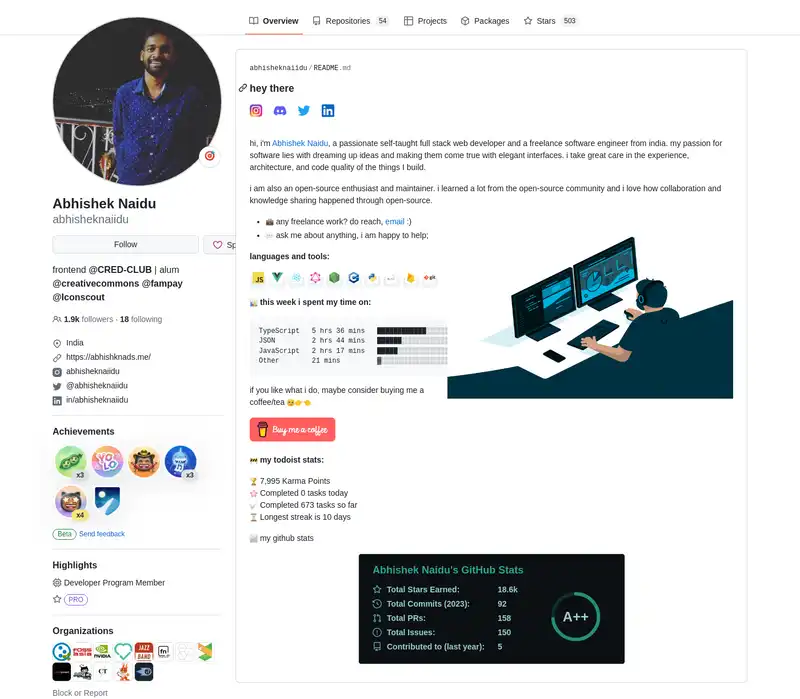 Overview Repositories 54 Projects Packages Stars 503
Abhishek Naidu
abhisheknaiidu
Follow
frontend @CRED-CLUB | alum
@creativecommons @fampay
@Iconscout
1.9k followers · 18 following
India
https://abhishknads.me/
abhisheknaiidu
@abhisheknaiidu
in/abhisheknaiidu
Achievements
x3
YOLO
x3
x4
Beta Send feedback
Highlights
Developer Program Member
PRO
Organizations
NVIDIA
JAZZ
BAND
fn
CT
Block or Report
abhisheknaiidu/README.md
hey there
hi, i'm Abhishek Naidu, a passionate self-taught full stack web developer and a freelance software engineer from india. my passion for
software lies with dreaming up ideas and making them come true with elegant interfaces. i take great care in the experience,
architecture, and code quality of the things I build.
i am also an open-source enthusiast and maintainer. i learned a lot from the open-source community and i love how collaboration and
knowledge sharing happened through open-source.
any freelance work? do reach, email :)
ask me about anything, i am happy to help;
languages and tools:
JS
this week i spent my time on:
TypeScript 5 hrs 36 mins
JSON 2 hrs 44 mins
JavaScript 2 hrs 17 mins
Other 21 mins
if you like what i do, maybe consider buying me a
coffee/tea
Buy me a coffee
my todoist stats:
7,995 Karma Points
Completed 0 tasks today
Completed 673 tasks so far
Longest streak is 10 days
my github stats
Abhishek Naidu's GitHub Stats
Total Stars Earned: 18.6k
Total Commits (2023): 92
Total PRs: 158
Total Issues: 150
Contributed to (last year): 5
A++